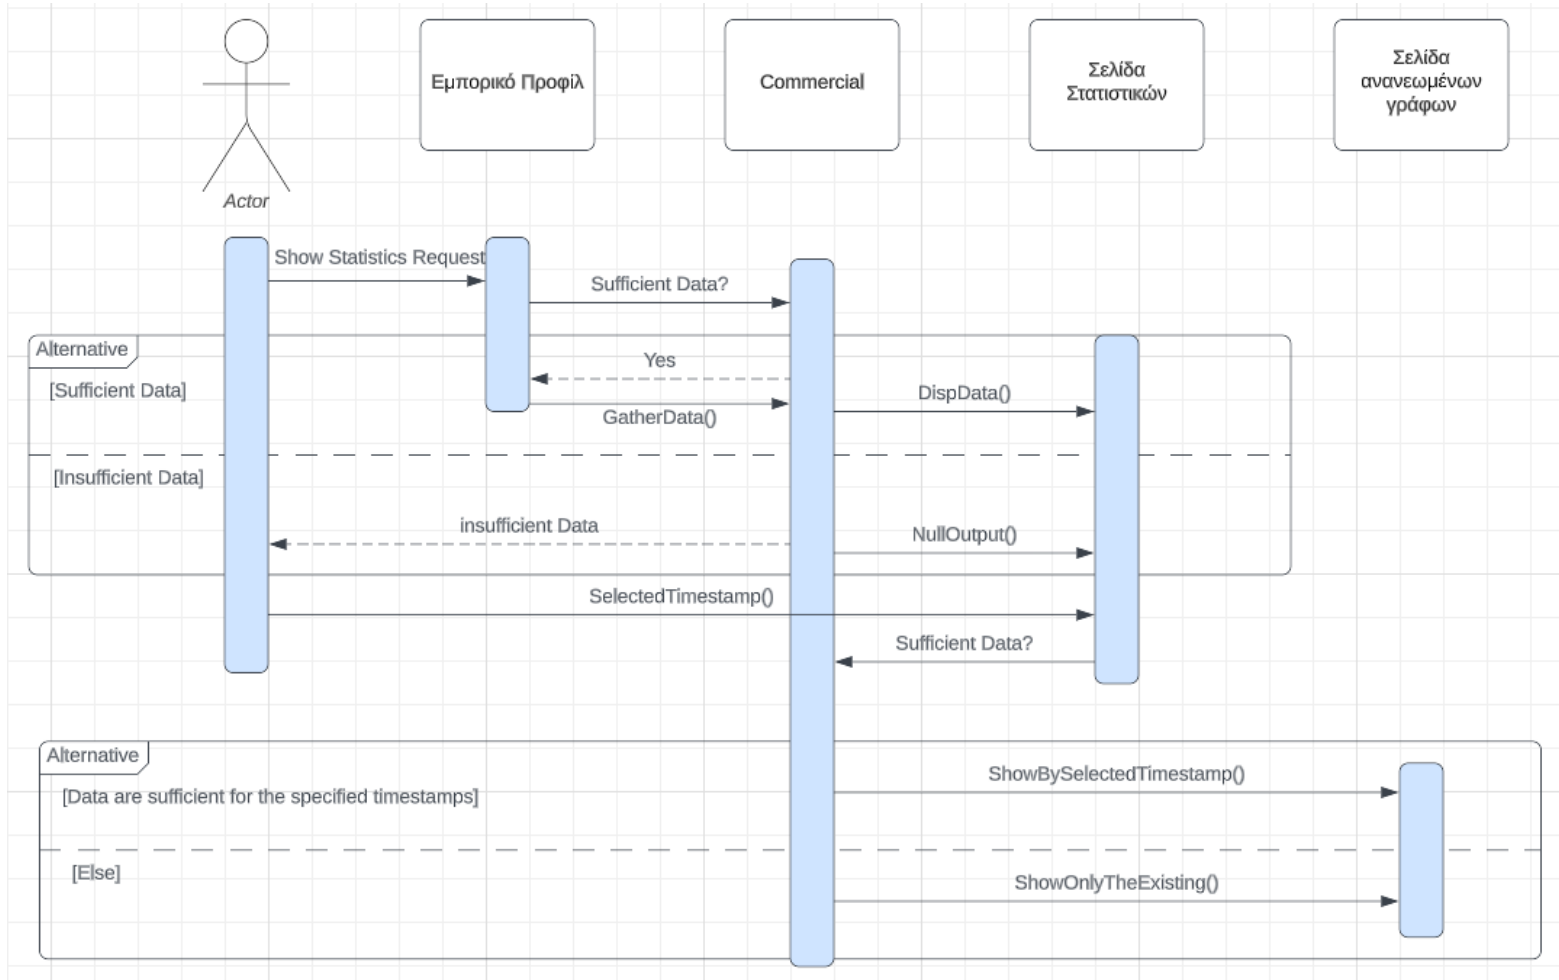 Εμπορικό Προφίλ
Commercial
Σελίδα
Στατιστικών
Σελίδα
ανανεωμένων
γράφων
Actor
Show Statistics Request
Sufficient Data?
Alternative
[Sufficient Data]
Yes
GatherData()
DispData()
[Insufficient Data]
insufficient Data
NullOutput()
SelectedTimestamp()
Sufficient Data?
Alternative
[Data are sufficient for the specified timestamps]
ShowBySelectedTimestamp()
[Else]
ShowOnlyTheExisting()